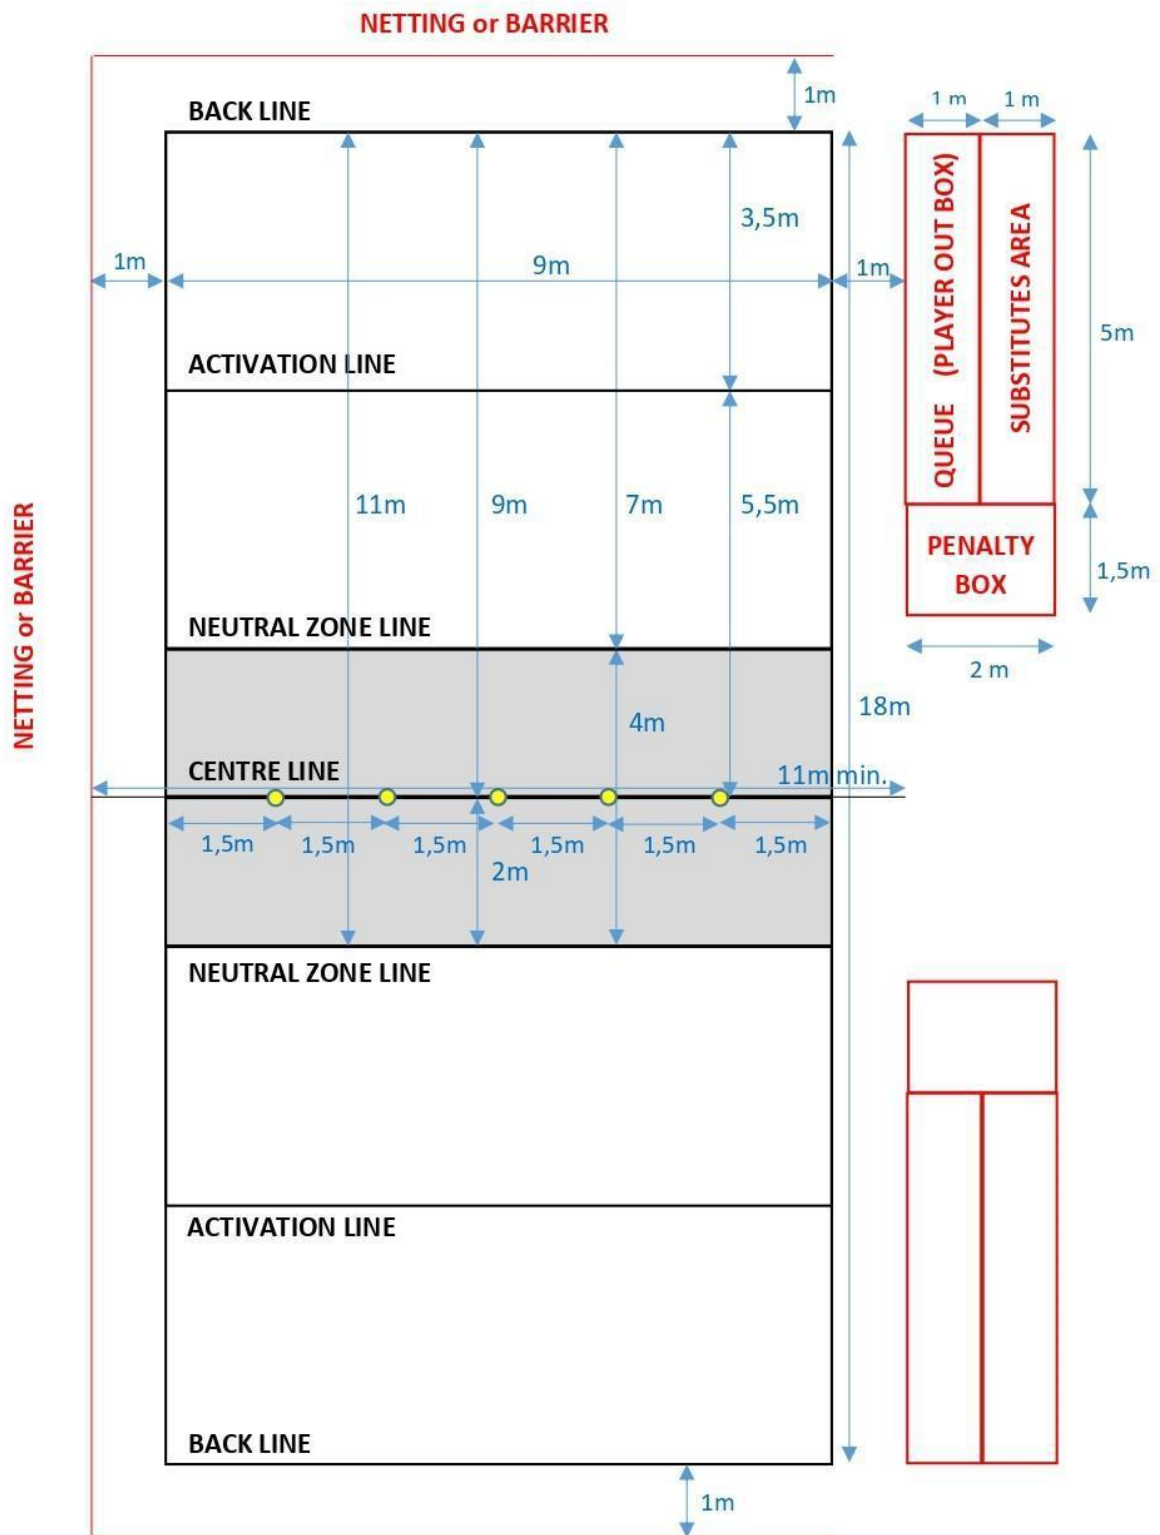 NETTING or BARRIER
1m
BACK LINE
1 m
1 m
3,5m
1m
9m
1m
QUEUE (PLAYER OUT BOX)
SUBSTITUTES AREA
5m
ACTIVATION LINE
11m
9m
7m
5,5m
NETTING or BARRIER
PENALTY
BOX
1,5m
NEUTRAL ZONE LINE
2 m
18m
4m
CENTRE LINE
11m min.
1,5m
1,5m
1,5m
1,5m
1,5m
1,5m
2m
NEUTRAL ZONE LINE
ACTIVATION LINE
BACK LINE
1m